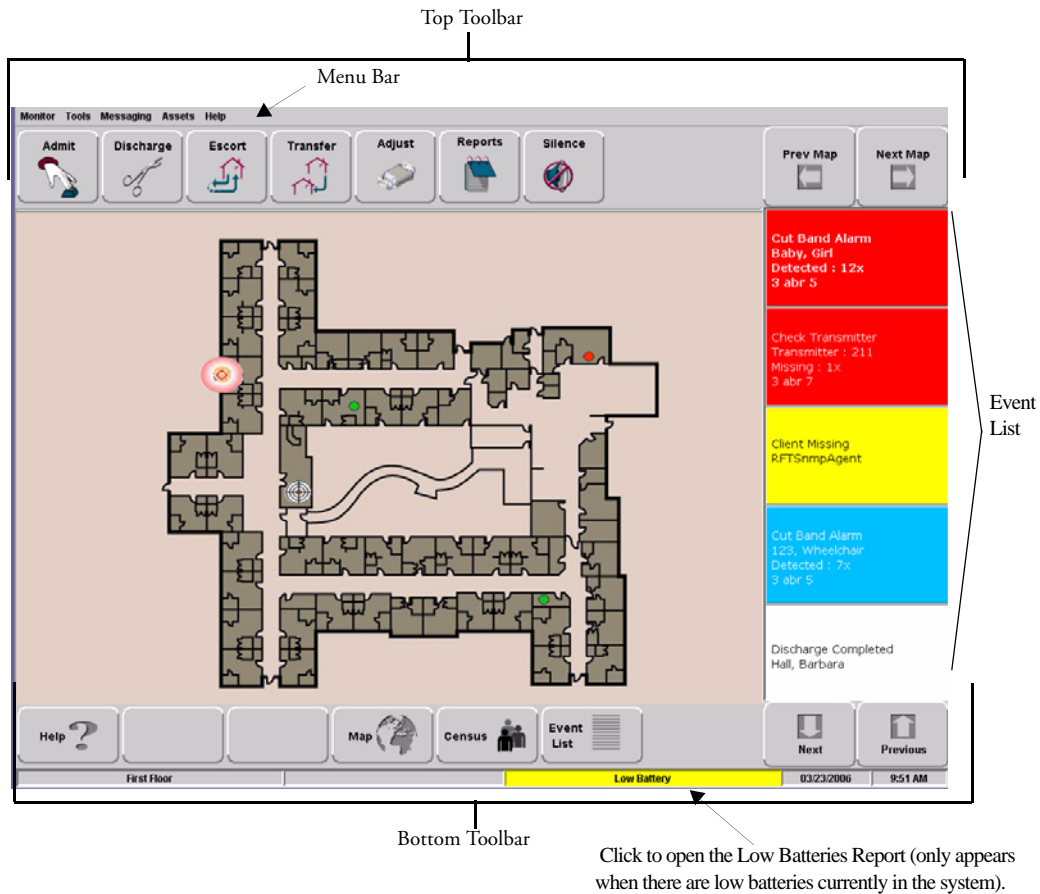 Top Toolbar
Menu Bar
Monitor Tools Messaging Assets Help
Admit
Discharge
Escort
Transfer
Adjust
Reports
Silence
Prev Map
Next Map
Cut Band Alarm
Baby, Girl
Detected : 12x
3 abr 5
Check Transmitter
Transmitter : 211
Missing : 1x
3 abr 7
Client Missing
RFTSnmpAgent
Cut Band Alarm
123, Wheelchair
Detected : 7x
3 abr 5
Discharge Completed
Hall, Barbara
Event
List
Help
Map
Census
Event
List
Next
Previous
First Floor
Low Battery
03/23/2006
9:51 AM
Bottom Toolbar
Click to open the Low Batteries Report (only appears
when there are low batteries currently in the system).